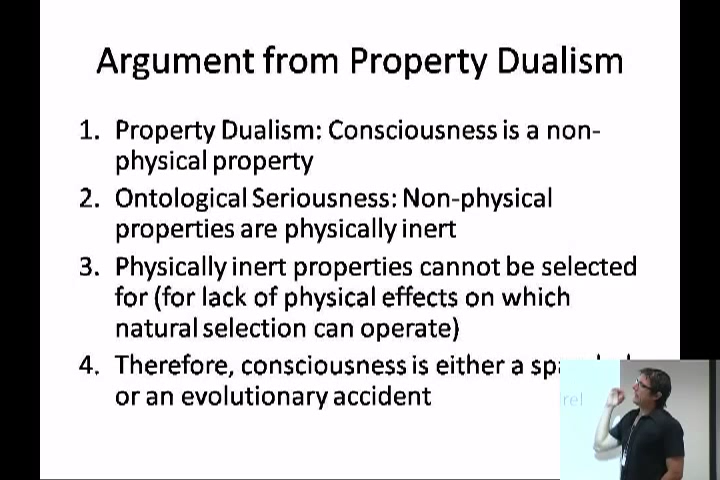 Argument from Property Dualism
1. Property Dualism: Consciousness is a non-
physical property
2. Ontological Seriousness: Non-physical
properties are physically inert
3. Physically inert properties cannot be selected
for (for lack of physical effects on which
natural selection can operate)
4. Therefore, consciousness is either a
or an evolutionary accident